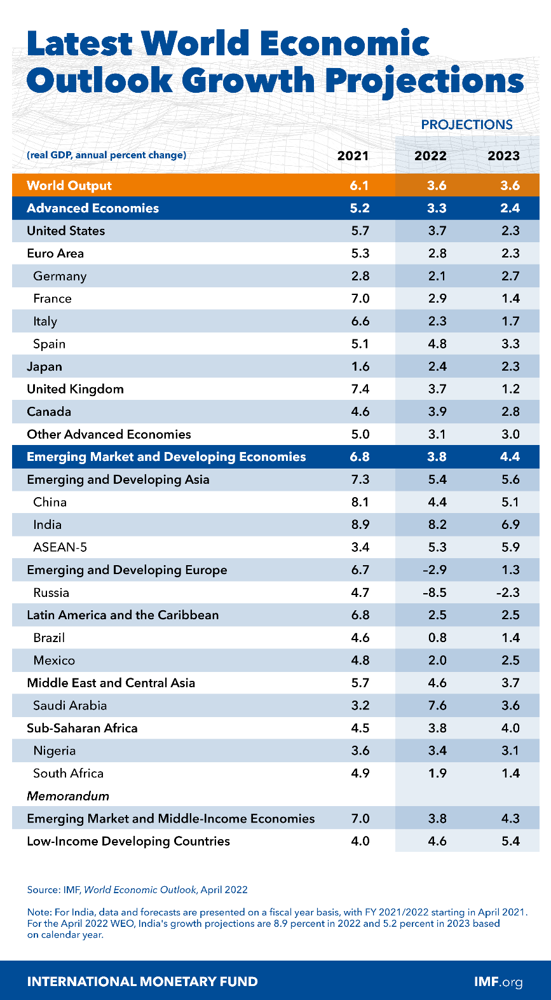 Latest World Economic
Outlook Growth Projections
PROJECTIONS
(real GDP, annual percent change) 2021 2022 2023
World Output 6.1 3.6 3.6
Advanced Economies 5.2 3.3 2.4
United States 5.7 3.7 2.3
Euro Area 5.3 2.8 2.3
Germany 2.8 2.1 2.7
France 7.0 2.9 1.4
Italy 6.6 2.3 1.7
Spain 5.1 4.8 3.3
Japan 1.6 2.4 2.3
United Kingdom 7.4 3.7 1.2
Canada 4.6 3.9 2.8
Other Advanced Economies 5.0 3.1 3.0
Emerging Market and Developing Economies 6.8 3.8 4.4
Emerging and Developing Asia 7.3 5.4 5.6
China 8.1 4.4 5.1
India 8.9 8.2 6.9
ASEAN-5 3.4 5.3 5.9
Emerging and Developing Europe 6.7 –2.9 1.3
Russia 4.7 –8.5 –2.3
Latin America and the Caribbean 6.8 2.5 2.5
Brazil 4.6 0.8 1.4
Mexico 4.8 2.0 2.5
Middle East and Central Asia 5.7 4.6 3.7
Saudi Arabia 3.2 7.6 3.6
Sub-Saharan Africa 4.5 3.8 4.0
Nigeria 3.6 3.4 3.1
South Africa 4.9 1.9 1.4
Memorandum
Emerging Market and Middle-Income Economies 7.0 3.8 4.3
Low-Income Developing Countries 4.0 4.6 5.4
Source: IMF, World Economic Outlook, April 2022
Note: For India, data and forecasts are presented on a fiscal year basis, with FY 2021/2022 starting in April 2021.
For the April 2022 WEO, India's growth projections are 8.9 percent in 2022 and 5.2 percent in 2023 based
on calendar year.
INTERNATIONAL MONETARY FUND IMF.org